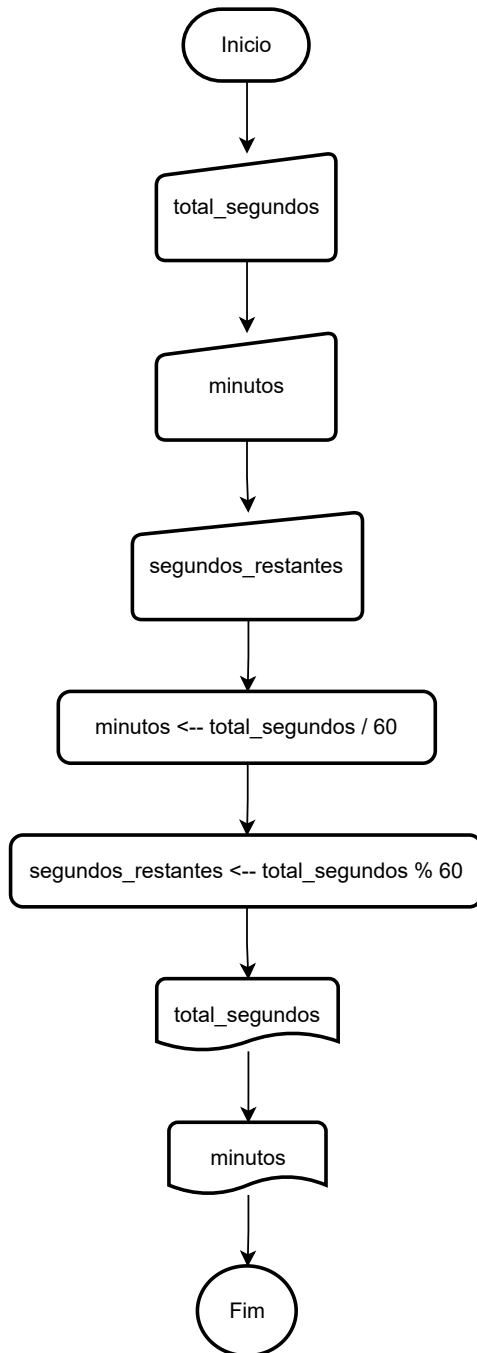 Inicio
total_segundos
minutos
segundos_restantes
minutos <-- total_segundos / 60
segundos_restantes <-- total_segundos % 60
total_segundos
minutos
Fim